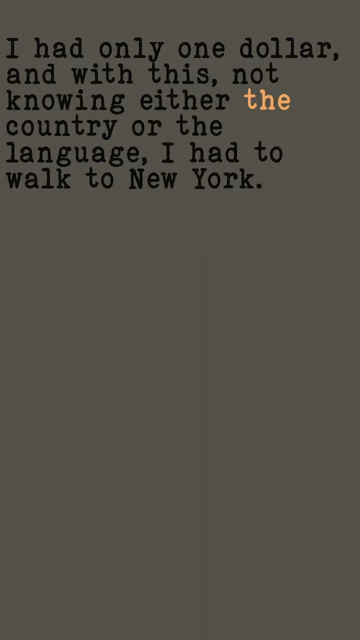 I had only one dollar,
and with this, not
knowing either the
country or the
language, I had to
walk to New York.